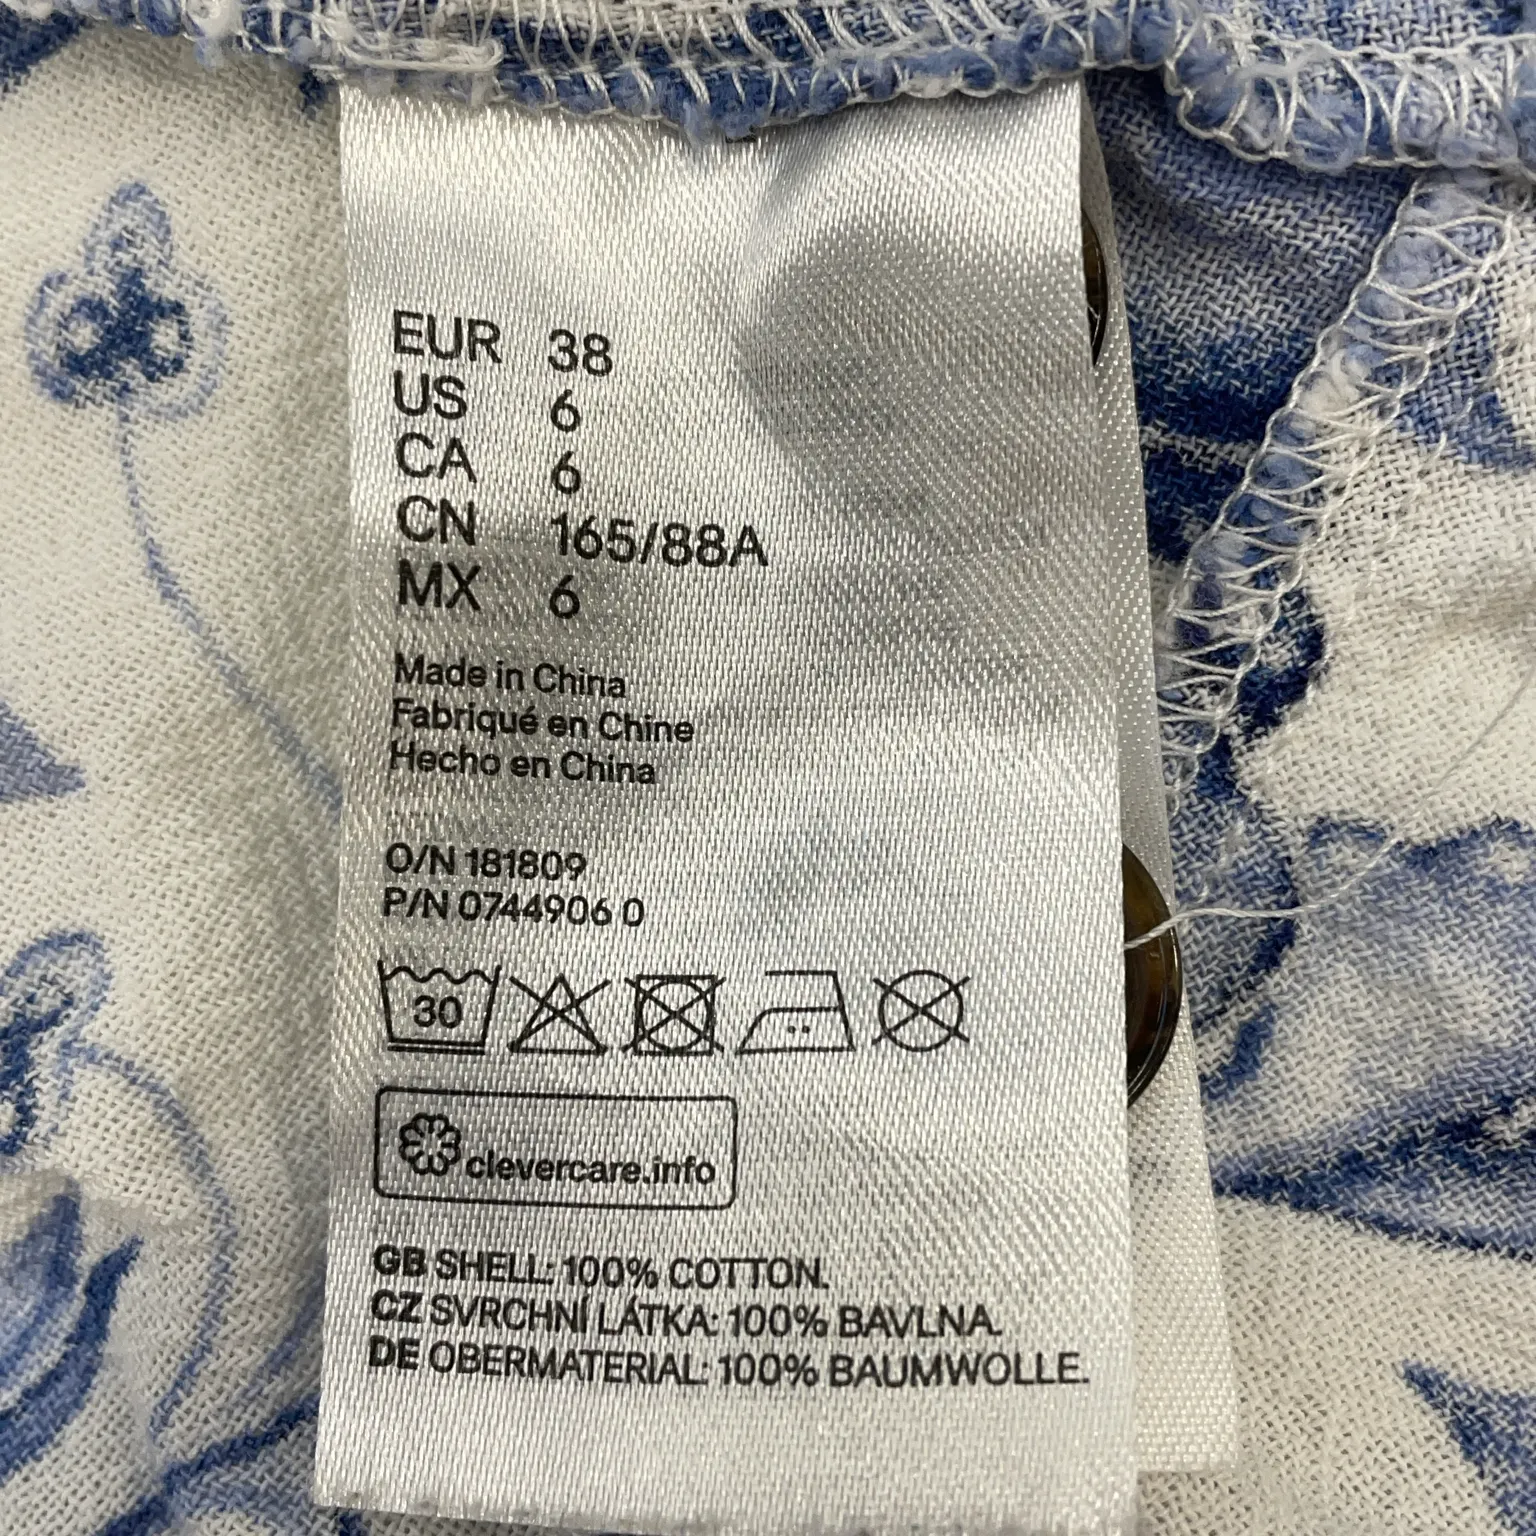 EUR 38
US 6
CA 6
CN 165/88A
MX 6
Made in China
Fabriqué en Chine
Hecho en China
O/N 181809
P/N 0744906 0
30
clevercare.info
GB SHELL: 100% COTTON.
CZ SVRCHNÍ LÁTKA: 100% BAVLNA.
DE OBERMATERIAL: 100% BAUMWOLLE.